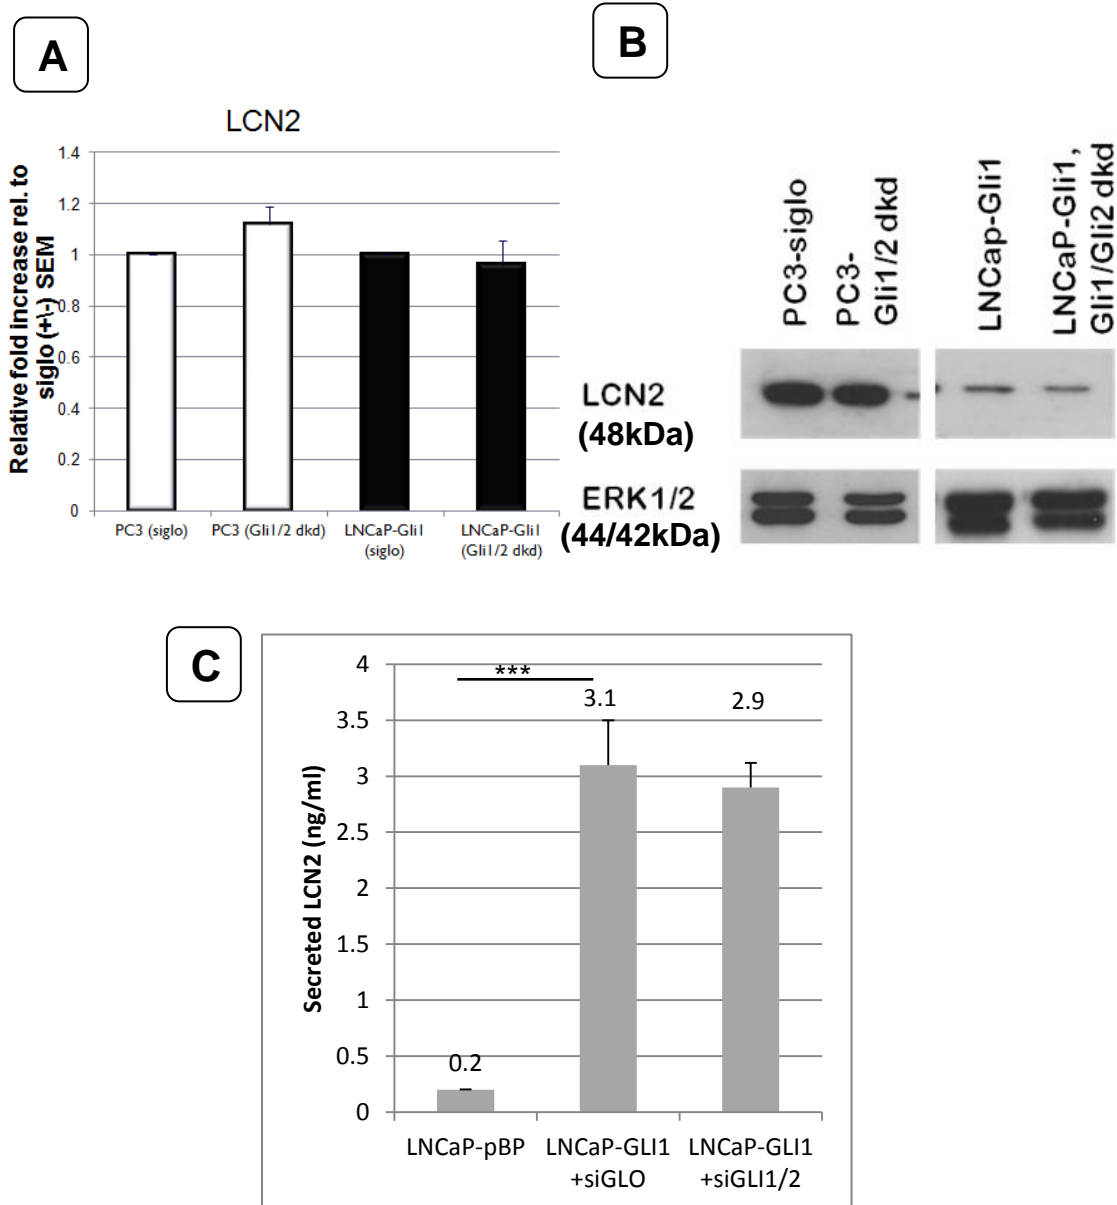 A
LCN2
Relative fold increase rel. to
siglo (+\-) SEM
1.4
1.2
1
0.8
0.6
0.4
0.2
0
PC3 (siglo)
PC3 (Gli1/2 dkd)
LNCaP-Gli1
(siglo)
LNCaP-Gli1
(Gli1/2 dkd)
B
PC3-siglo
PC3-
Gli1/2 dkd
LNCap-Gli1
LNCaP-Gli1,
Gli1/Gli2 dkd
LCN2
(48kDa)
ERK1/2
(44/42kDa)
C
Secreted LCN2 (ng/ml)
4
3.5
3
2.5
2
1.5
1
0.5
0
***
0.2
3.1
2.9
LNCaP-pBP
LNCaP-GLI1
+siGLO
LNCaP-GLI1
+siGLI1/2